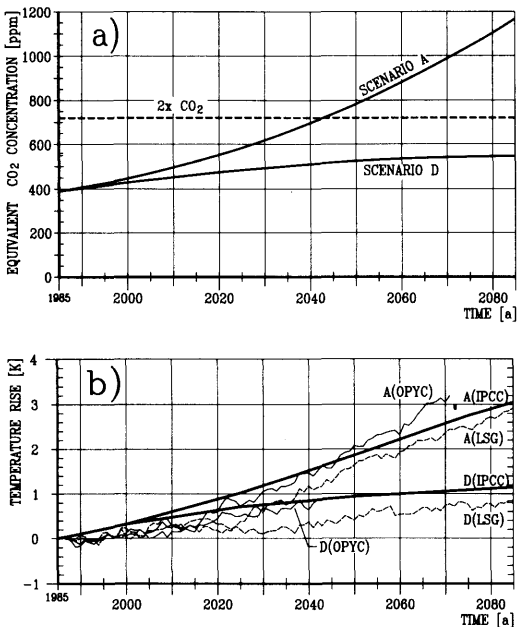 a)
EQUIVALENT CO₂ CONCENTRATION [ppm]
1200
1000
800
600
400
200
0
SCENARIO A
2x CO₂
SCENARIO D
1985
2000
2020
2040
2060
2080
TIME [a]
b)
TEMPERATURE RISE [K]
4
3
2
1
0
-1
A(OPYC)
A(IPCC)
A(LSG)
D(IPCC)
D(LSG)
D(OPYC)
1985
2000
2020
2040
2060
2080
TIME [a]